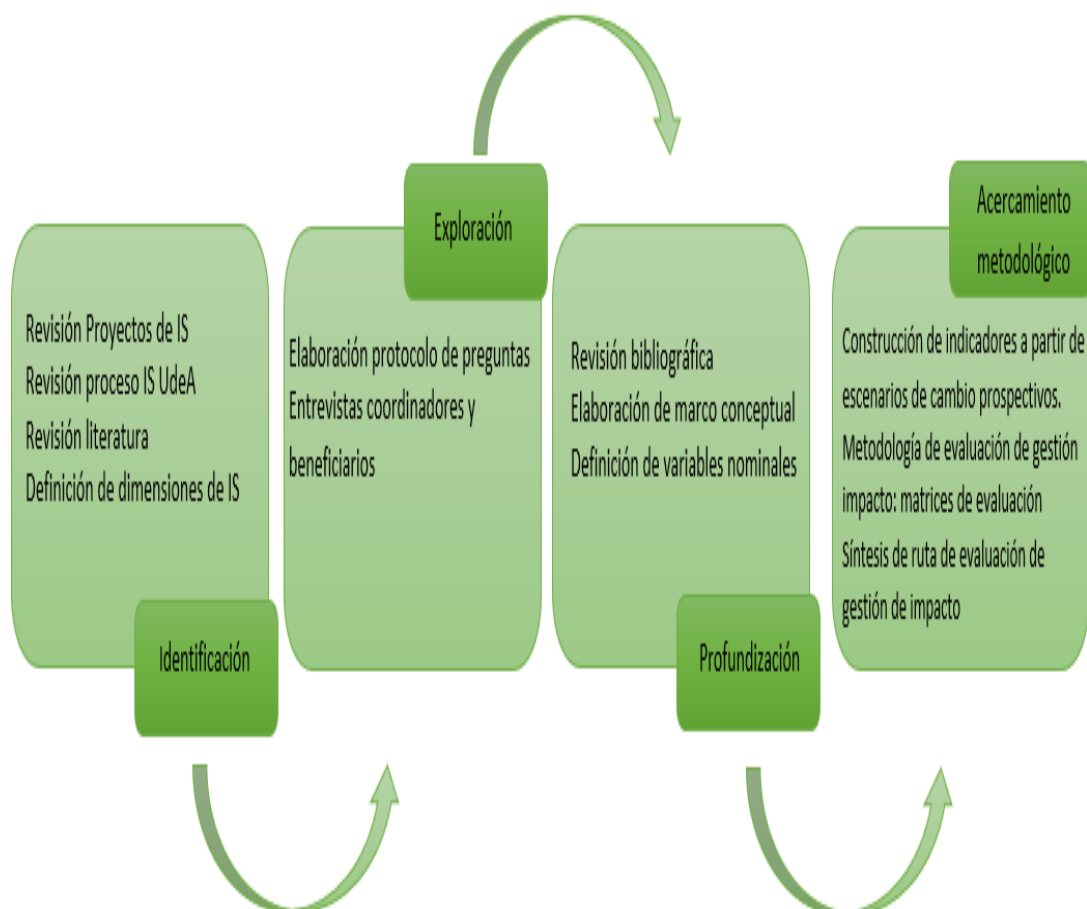 Revisión Proyectos de IS
Revisión proceso IS UdeA
Revisión literatura
Definición de dimensiones de IS
Identificación
Exploración
Elaboración protocolo de preguntas
Entrevistas coordinadores y
beneficiarios
Revisión bibliográfica
Elaboración de marco conceptual
Definición de variables nominales
Profundización
Acercamiento
metodológico
Construcción de indicadores a partir de
escenarios de cambio prospectivos.
Metodología de evaluación de gestión
impacto: matrices de evaluación
Síntesis de ruta de evaluación de
gestión de impacto